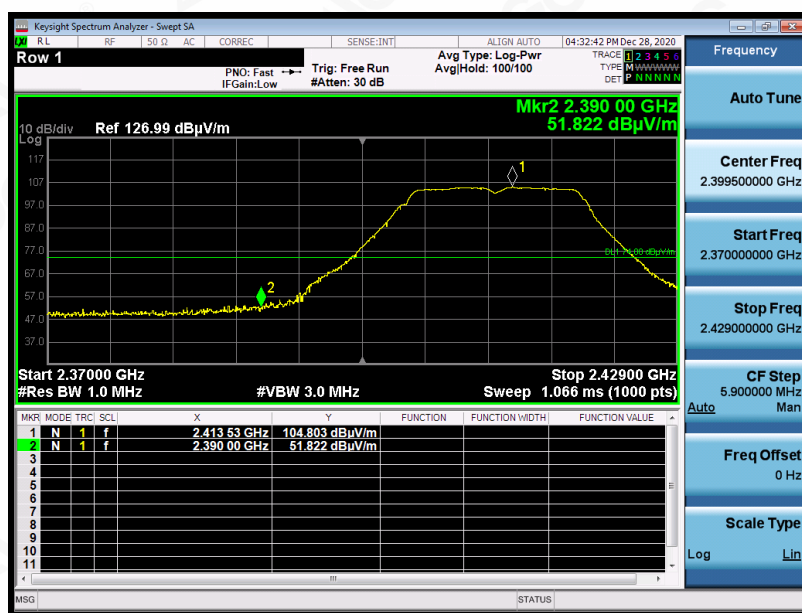 Keysight Spectrum Analyzer - Swept SA
LXI RL RF 50 Ω AC CORREC SENSE:INT ALIGN AUTO 04:32:42 PM Dec 28, 2020
Row 1
PNO: Fast
IFGain:Low
Trig: Free Run
#Atten: 30 dB
Avg Type: Log-Pwr
Avg|Hold: 100/100
TRACE 1 2 3 4 5 6
TYPE M WWWWW
DET P N N N N N
Mkr2 2.390 00 GHz
51.822 dBµV/m
10 dB/div Ref 126.99 dBµV/m
Log
117
107
97.0
87.0
77.0
67.0
57.0
47.0
37.0
1
2
DL1 74.00 dBµV/m
Start 2.37000 GHz Stop 2.42900 GHz
#Res BW 1.0 MHz #VBW 3.0 MHz Sweep 1.066 ms (1000 pts)
MKR MODE TRC SCL X Y FUNCTION FUNCTION WIDTH FUNCTION VALUE
1 N 1 f 2.413 53 GHz 104.803 dBµV/m
2 N 1 f 2.390 00 GHz 51.822 dBµV/m
3
4
5
6
7
8
9
10
11
MSG STATUS
Frequency
Auto Tune
Center Freq
2.399500000 GHz
Start Freq
2.370000000 GHz
Stop Freq
2.429000000 GHz
CF Step
5.900000 MHz
Auto Man
Freq Offset
0 Hz
Scale Type
Log Lin